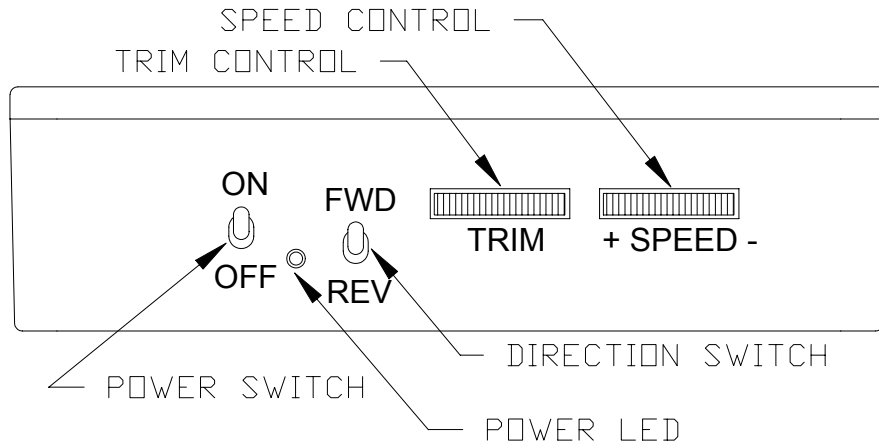 SPEED CONTROL
TRIM CONTROL
ON
FWD
TRIM
+ SPEED -
OFF
REV
DIRECTION SWITCH
POWER SWITCH
POWER LED